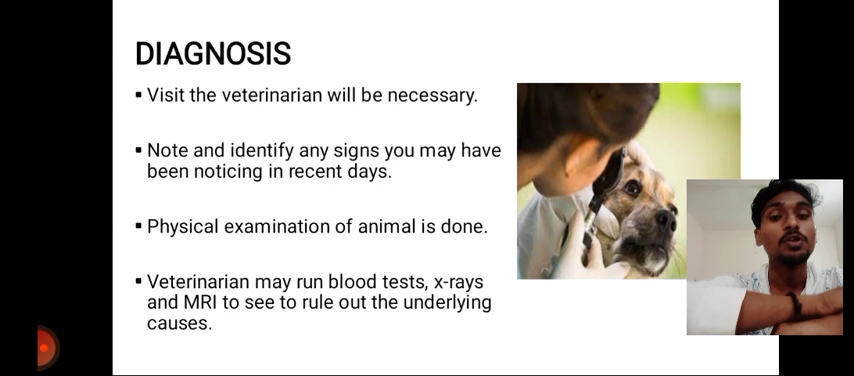 DIAGNOSIS
▪ Visit the veterinarian will be necessary.
▪ Note and identify any signs you may have
been noticing in recent days.
▪ Physical examination of animal is done.
▪ Veterinarian may run blood tests, x-rays
and MRI to see to rule out the underlying
causes.